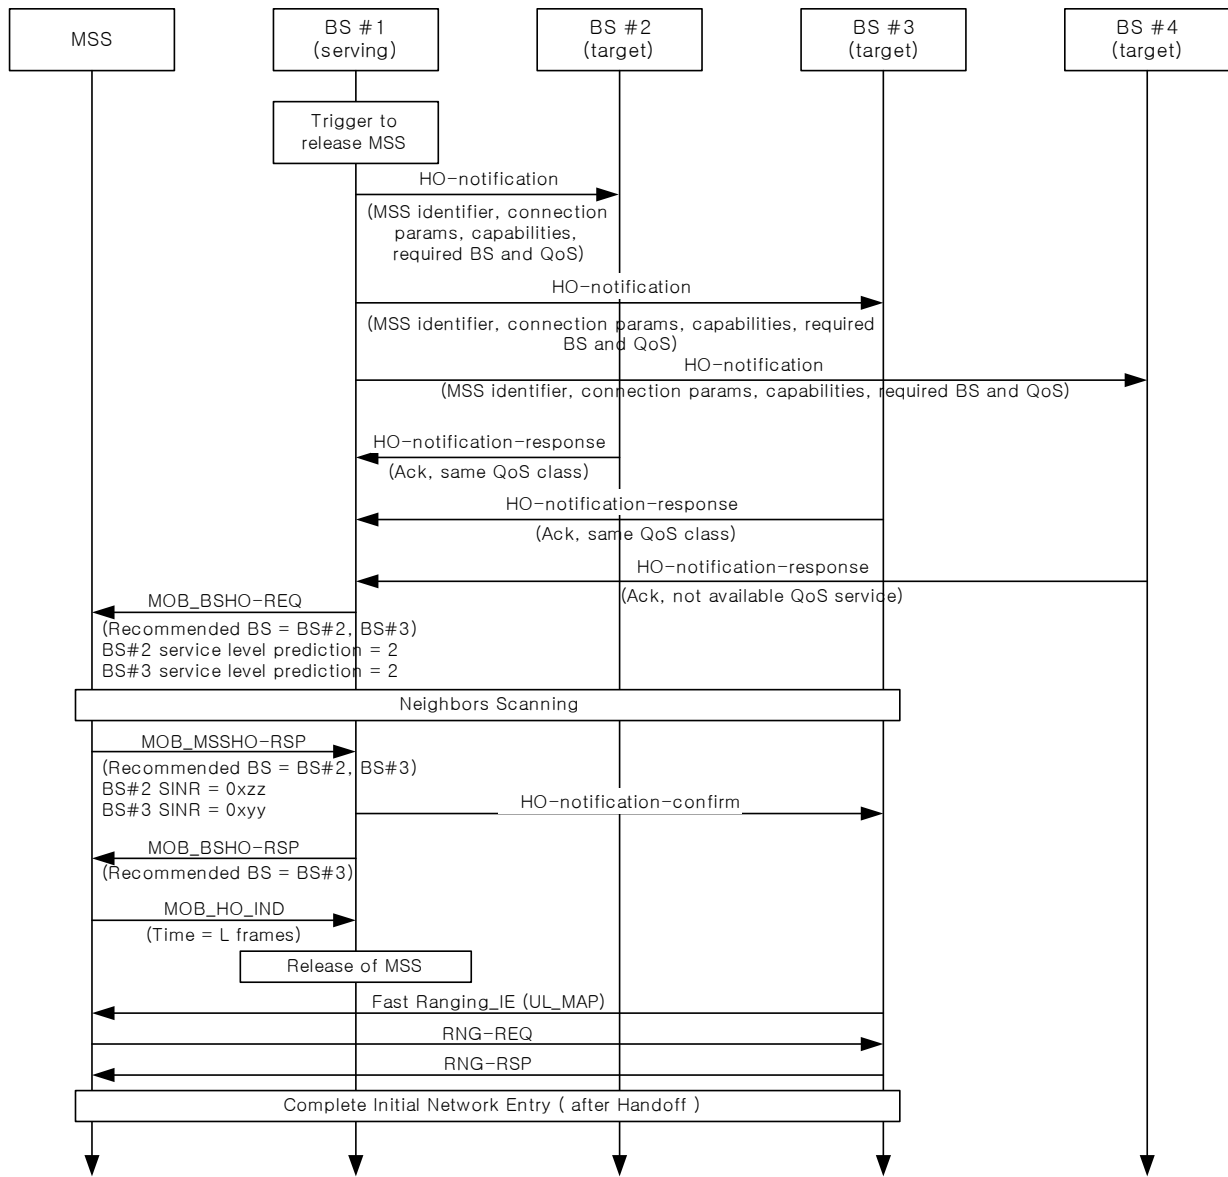 MSS
BS #1
(serving)
BS #2
(target)
BS #3
(target)
BS #4
(target)
Trigger to
release MSS
HO-notification
(MSS identifier, connection
params, capabilities,
required BS and QoS)
HO-notification
(MSS identifier, connection params, capabilities, required
BS and QoS)
HO-notification
(MSS identifier, connection params, capabilities, required BS and QoS)
HO-notification-response
(Ack, same QoS class)
HO-notification-response
(Ack, same QoS class)
HO-notification-response
(Ack, not available QoS service)
MOB_BSHO-REQ
(Recommended BS = BS#2, BS#3)
BS#2 service level prediction = 2
BS#3 service level prediction = 2
Neighbors Scanning
MOB_MSSHO-RSP
(Recommended BS = BS#2, BS#3)
BS#2 SINR = 0xzz
BS#3 SINR = 0xyy
HO-notification-confirm
MOB_BSHO-RSP
(Recommended BS = BS#3)
MOB_HO_IND
(Time = L frames)
Release of MSS
Fast Ranging_IE (UL_MAP)
RNG-REQ
RNG-RSP
Complete Initial Network Entry ( after Handoff )